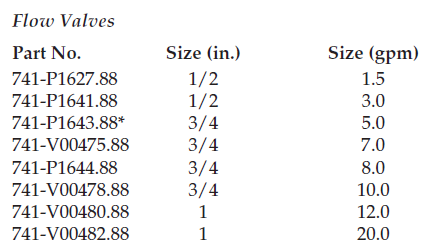 Flow Valves
Part No. Size (in.) Size (gpm)
741-P1627.88 1/2 1.5
741-P1641.88 1/2 3.0
741-P1643.88* 3/4 5.0
741-V00475.88 3/4 7.0
741-P1644.88 3/4 8.0
741-V00478.88 3/4 10.0
741-V00480.88 1 12.0
741-V00482.88 1 20.0